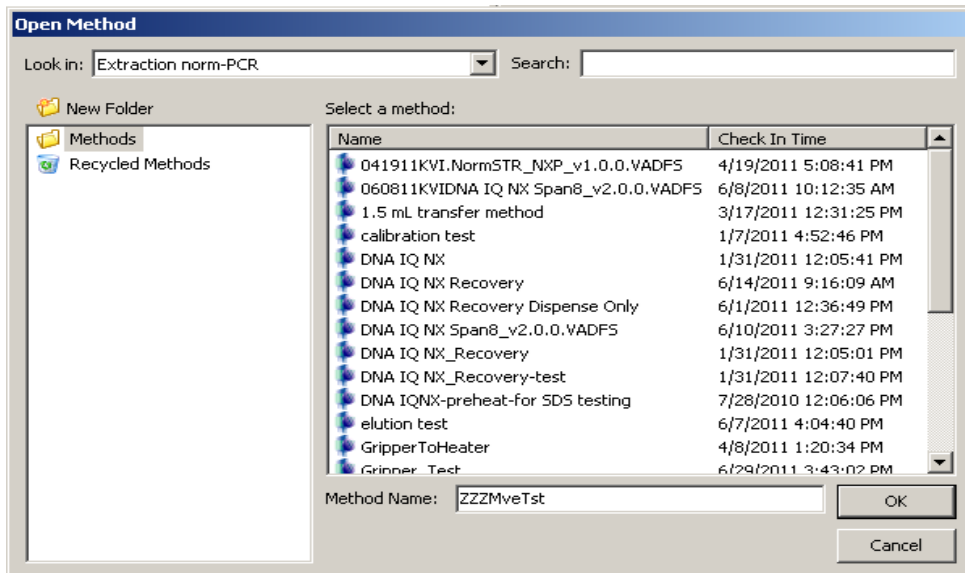 Open Method
Look in: Extraction norm-PCR Search:
New Folder Select a method:
Methods
Recycled Methods
Name Check In Time
041911KVI.NormSTR_NXP_v1.0.0.VADFS 4/19/2011 5:08:41 PM
060811KVIDNA IQ NX Span8_v2.0.0.VADFS 6/8/2011 10:12:35 AM
1.5 mL transfer method 3/17/2011 12:31:25 PM
calibration test 1/7/2011 4:52:46 PM
DNA IQ NX 1/31/2011 12:05:41 PM
DNA IQ NX Recovery 6/14/2011 9:16:09 AM
DNA IQ NX Recovery Dispense Only 6/1/2011 12:36:49 PM
DNA IQ NX Span8_v2.0.0.VADFS 6/10/2011 3:27:27 PM
DNA IQ NX_Recovery 1/31/2011 12:05:01 PM
DNA IQ NX_Recovery-test 1/31/2011 12:07:40 PM
DNA IQNX-preheat-for SDS testing 7/28/2010 12:06:06 PM
elution test 6/7/2011 4:04:40 PM
GripperToHeater 4/8/2011 1:20:34 PM
Gripper_Test 6/29/2011 3:43:02 PM
Method Name: ZZZMveTst OK
Cancel